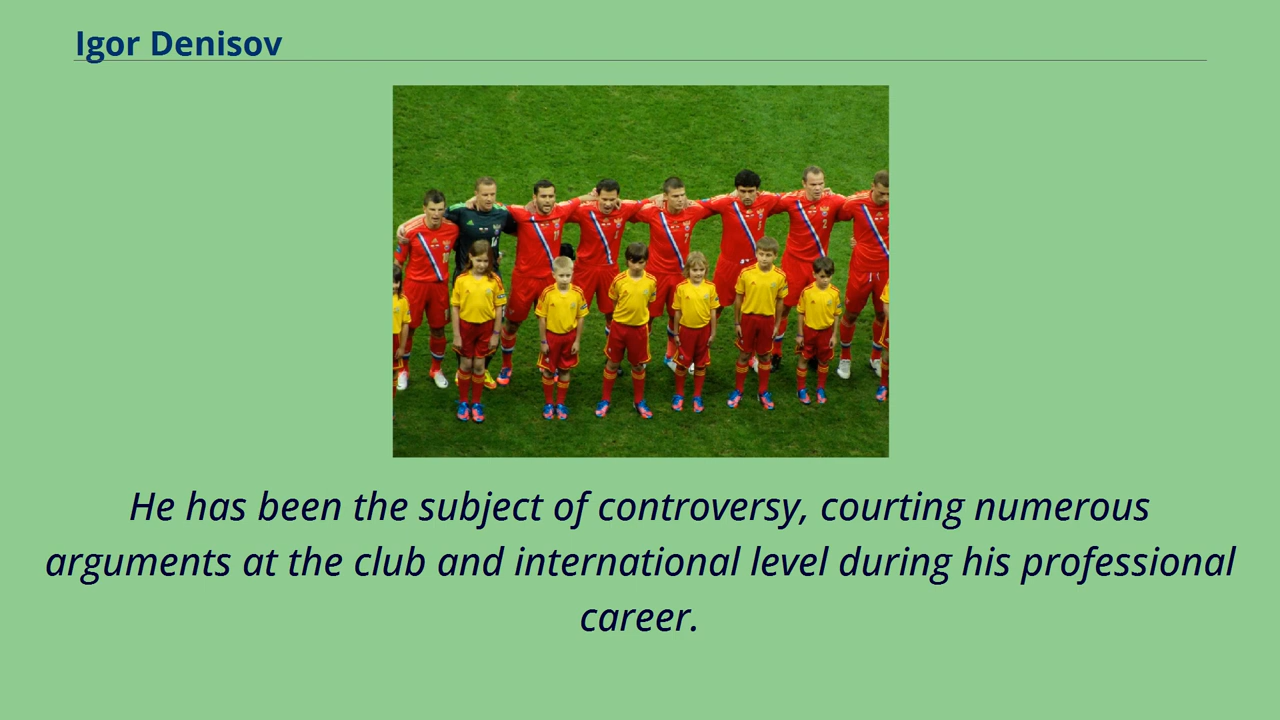 Igor Denisov
He has been the subject of controversy, courting numerous
arguments at the club and international level during his professional
career.